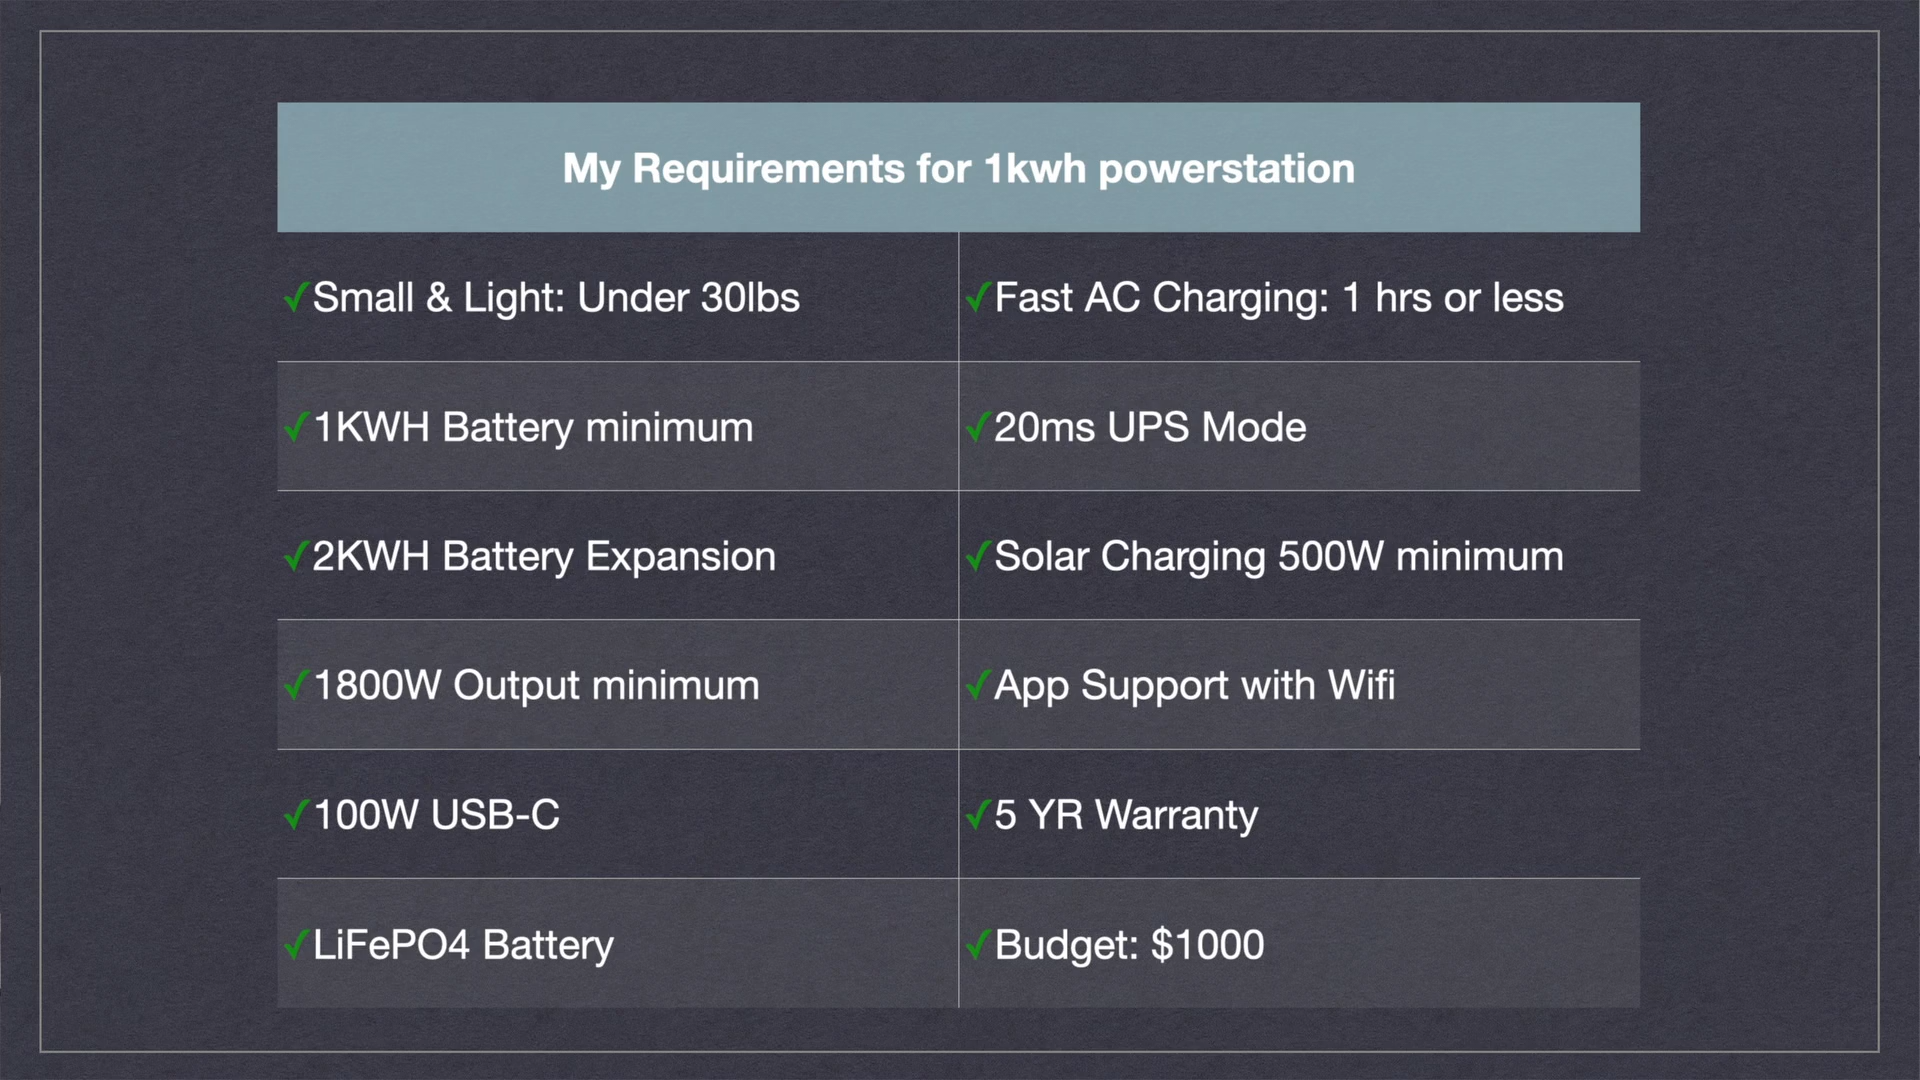 My Requirements for 1kwh powerstation
✓Small & Light: Under 30lbs
✓Fast AC Charging: 1 hrs or less
✓1KWH Battery minimum
✓20ms UPS Mode
✓2KWH Battery Expansion
✓Solar Charging 500W minimum
✓1800W Output minimum
✓App Support with Wifi
✓100W USB-C
✓5 YR Warranty
✓LiFePO4 Battery
✓Budget: $1000